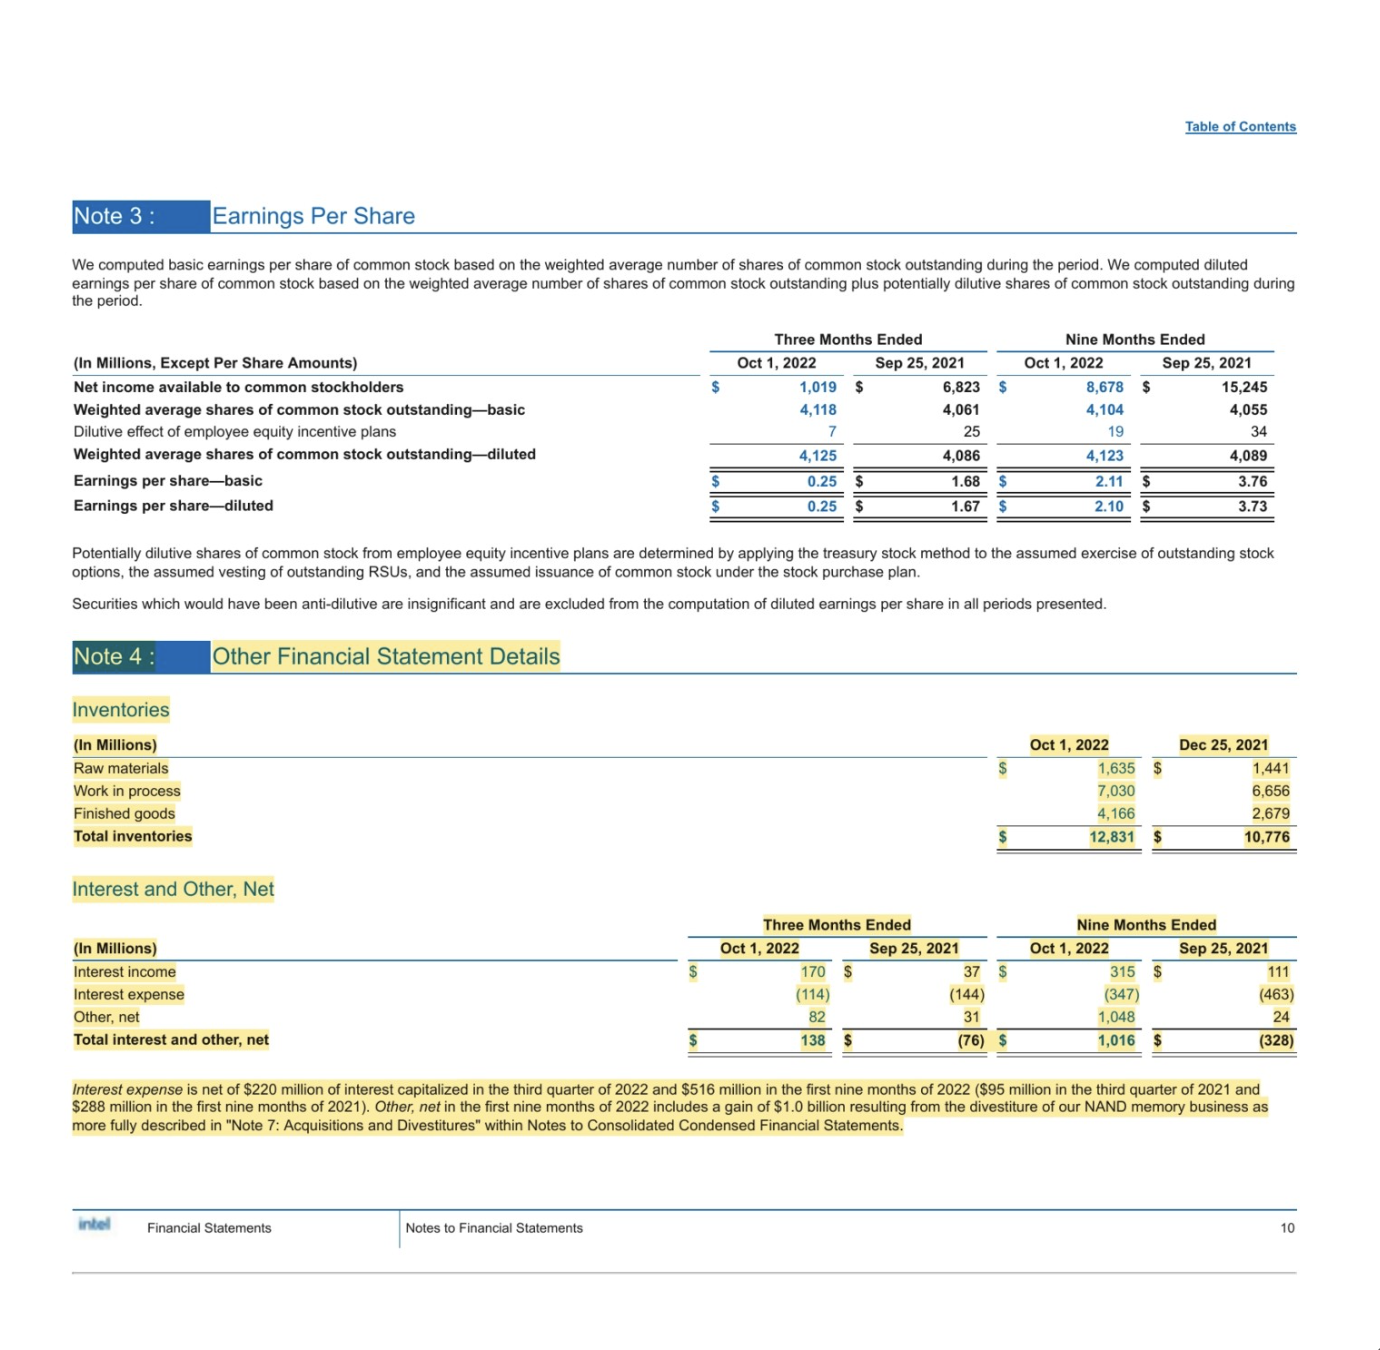 Table of Contents
Note 3 : Earnings Per Share
We computed basic earnings per share of common stock based on the weighted average number of shares of common stock outstanding during the period. We computed diluted
earnings per share of common stock based on the weighted average number of shares of common stock outstanding plus potentially dilutive shares of common stock outstanding during
the period.
Three Months Ended Nine Months Ended
(In Millions, Except Per Share Amounts) Oct 1, 2022 Sep 25, 2021 Oct 1, 2022 Sep 25, 2021
Net income available to common stockholders $ 1,019 $ 6,823 $ 8,678 $ 15,245
Weighted average shares of common stock outstanding—basic 4,118 4,061 4,104 4,055
Dilutive effect of employee equity incentive plans 7 25 19 34
Weighted average shares of common stock outstanding—diluted 4,125 4,086 4,123 4,089
Earnings per share—basic $ 0.25 $ 1.68 $ 2.11 $ 3.76
Earnings per share—diluted $ 0.25 $ 1.67 $ 2.10 $ 3.73
Potentially dilutive shares of common stock from employee equity incentive plans are determined by applying the treasury stock method to the assumed exercise of outstanding stock
options, the assumed vesting of outstanding RSUs, and the assumed issuance of common stock under the stock purchase plan.
Securities which would have been anti-dilutive are insignificant and are excluded from the computation of diluted earnings per share in all periods presented.
Note 4 : Other Financial Statement Details
Inventories
(In Millions) Oct 1, 2022 Dec 25, 2021
Raw materials $ 1,635 $ 1,441
Work in process 7,030 6,656
Finished goods 4,166 2,679
Total inventories $ 12,831 $ 10,776
Interest and Other, Net
Three Months Ended Nine Months Ended
(In Millions) Oct 1, 2022 Sep 25, 2021 Oct 1, 2022 Sep 25, 2021
Interest income $ 170 $ 37 $ 315 $ 111
Interest expense (114) (144) (347) (463)
Other, net 82 31 1,048 24
Total interest and other, net $ 138 $ (76) $ 1,016 $ (328)
Interest expense is net of $220 million of interest capitalized in the third quarter of 2022 and $516 million in the first nine months of 2022 ($95 million in the third quarter of 2021 and
$288 million in the first nine months of 2021). Other, net in the first nine months of 2022 includes a gain of $1.0 billion resulting from the divestiture of our NAND memory business as
more fully described in "Note 7: Acquisitions and Divestitures" within Notes to Consolidated Condensed Financial Statements.
intel Financial Statements Notes to Financial Statements 10